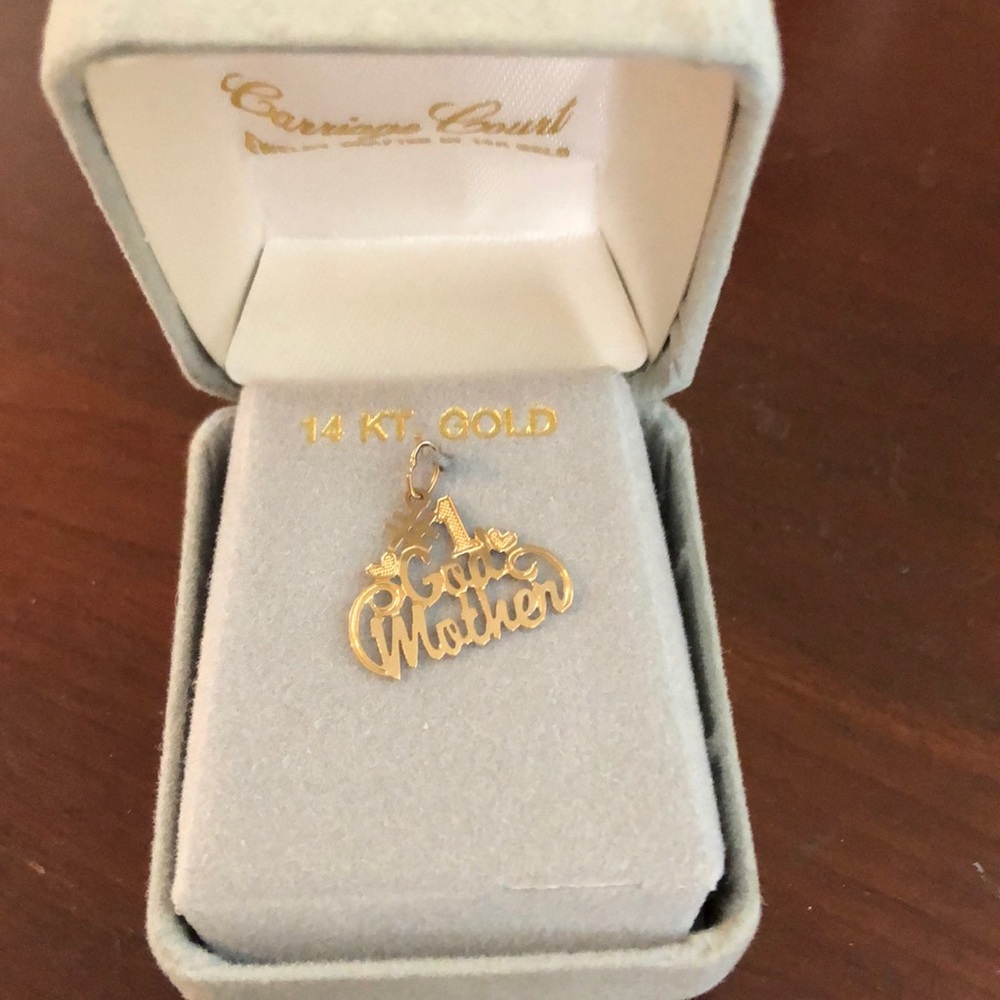 Carriage Court
14 KT. GOLD
#1
God
Mother